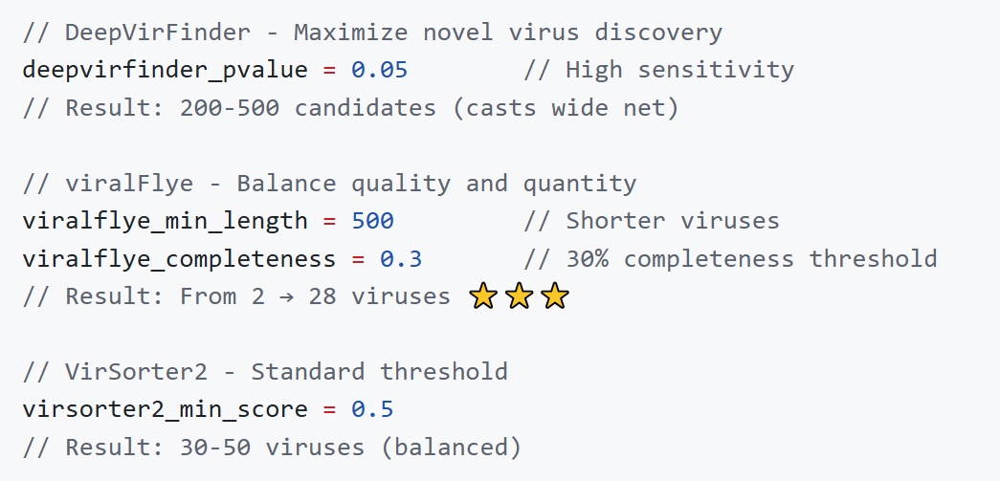 // DeepVirFinder - Maximize novel virus discovery
deepvirfinder_pvalue = 0.05        // High sensitivity
// Result: 200-500 candidates (casts wide net)

// viralFlye - Balance quality and quantity
viralflye_min_length = 500         // Shorter viruses
viralflye_completeness = 0.3       // 30% completeness threshold
// Result: From 2 → 28 viruses ⭐⭐⭐

// VirSorter2 - Standard threshold
virsorter2_min_score = 0.5
// Result: 30-50 viruses (balanced)